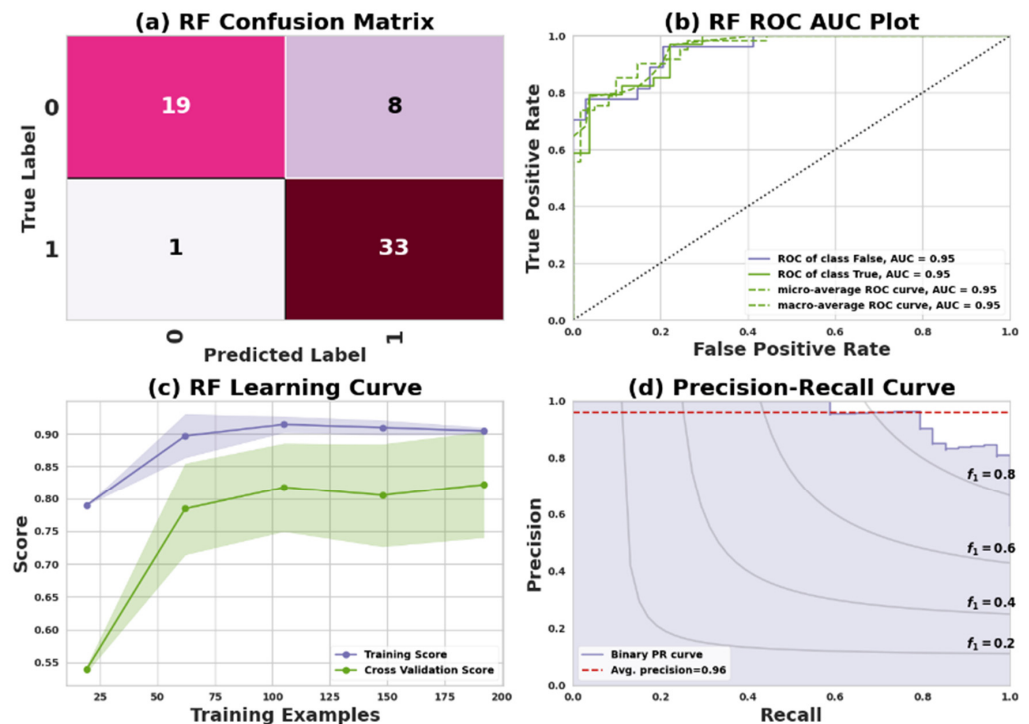 (a) RF Confusion Matrix
True Label
0
1
19
8
1
33
0
1
Predicted Label
(b) RF ROC AUC Plot
True Positive Rate
1.0
0.8
0.6
0.4
0.2
0.0
ROC of class False, AUC = 0.95
ROC of class True, AUC = 0.95
micro-average ROC curve, AUC = 0.95
macro-average ROC curve, AUC = 0.95
0.0 0.2 0.4 0.6 0.8 1.0
False Positive Rate
(c) RF Learning Curve
Score
0.90
0.85
0.80
0.75
0.70
0.65
0.60
0.55
Training Score
Cross Validation Score
25 50 75 100 125 150 175 200
Training Examples
(d) Precision-Recall Curve
Precision
1.0
0.8
0.6
0.4
0.2
0.0
f₁ = 0.8
f₁ = 0.6
f₁ = 0.4
f₁ = 0.2
Binary PR curve
Avg. precision=0.96
0.0 0.2 0.4 0.6 0.8 1.0
Recall